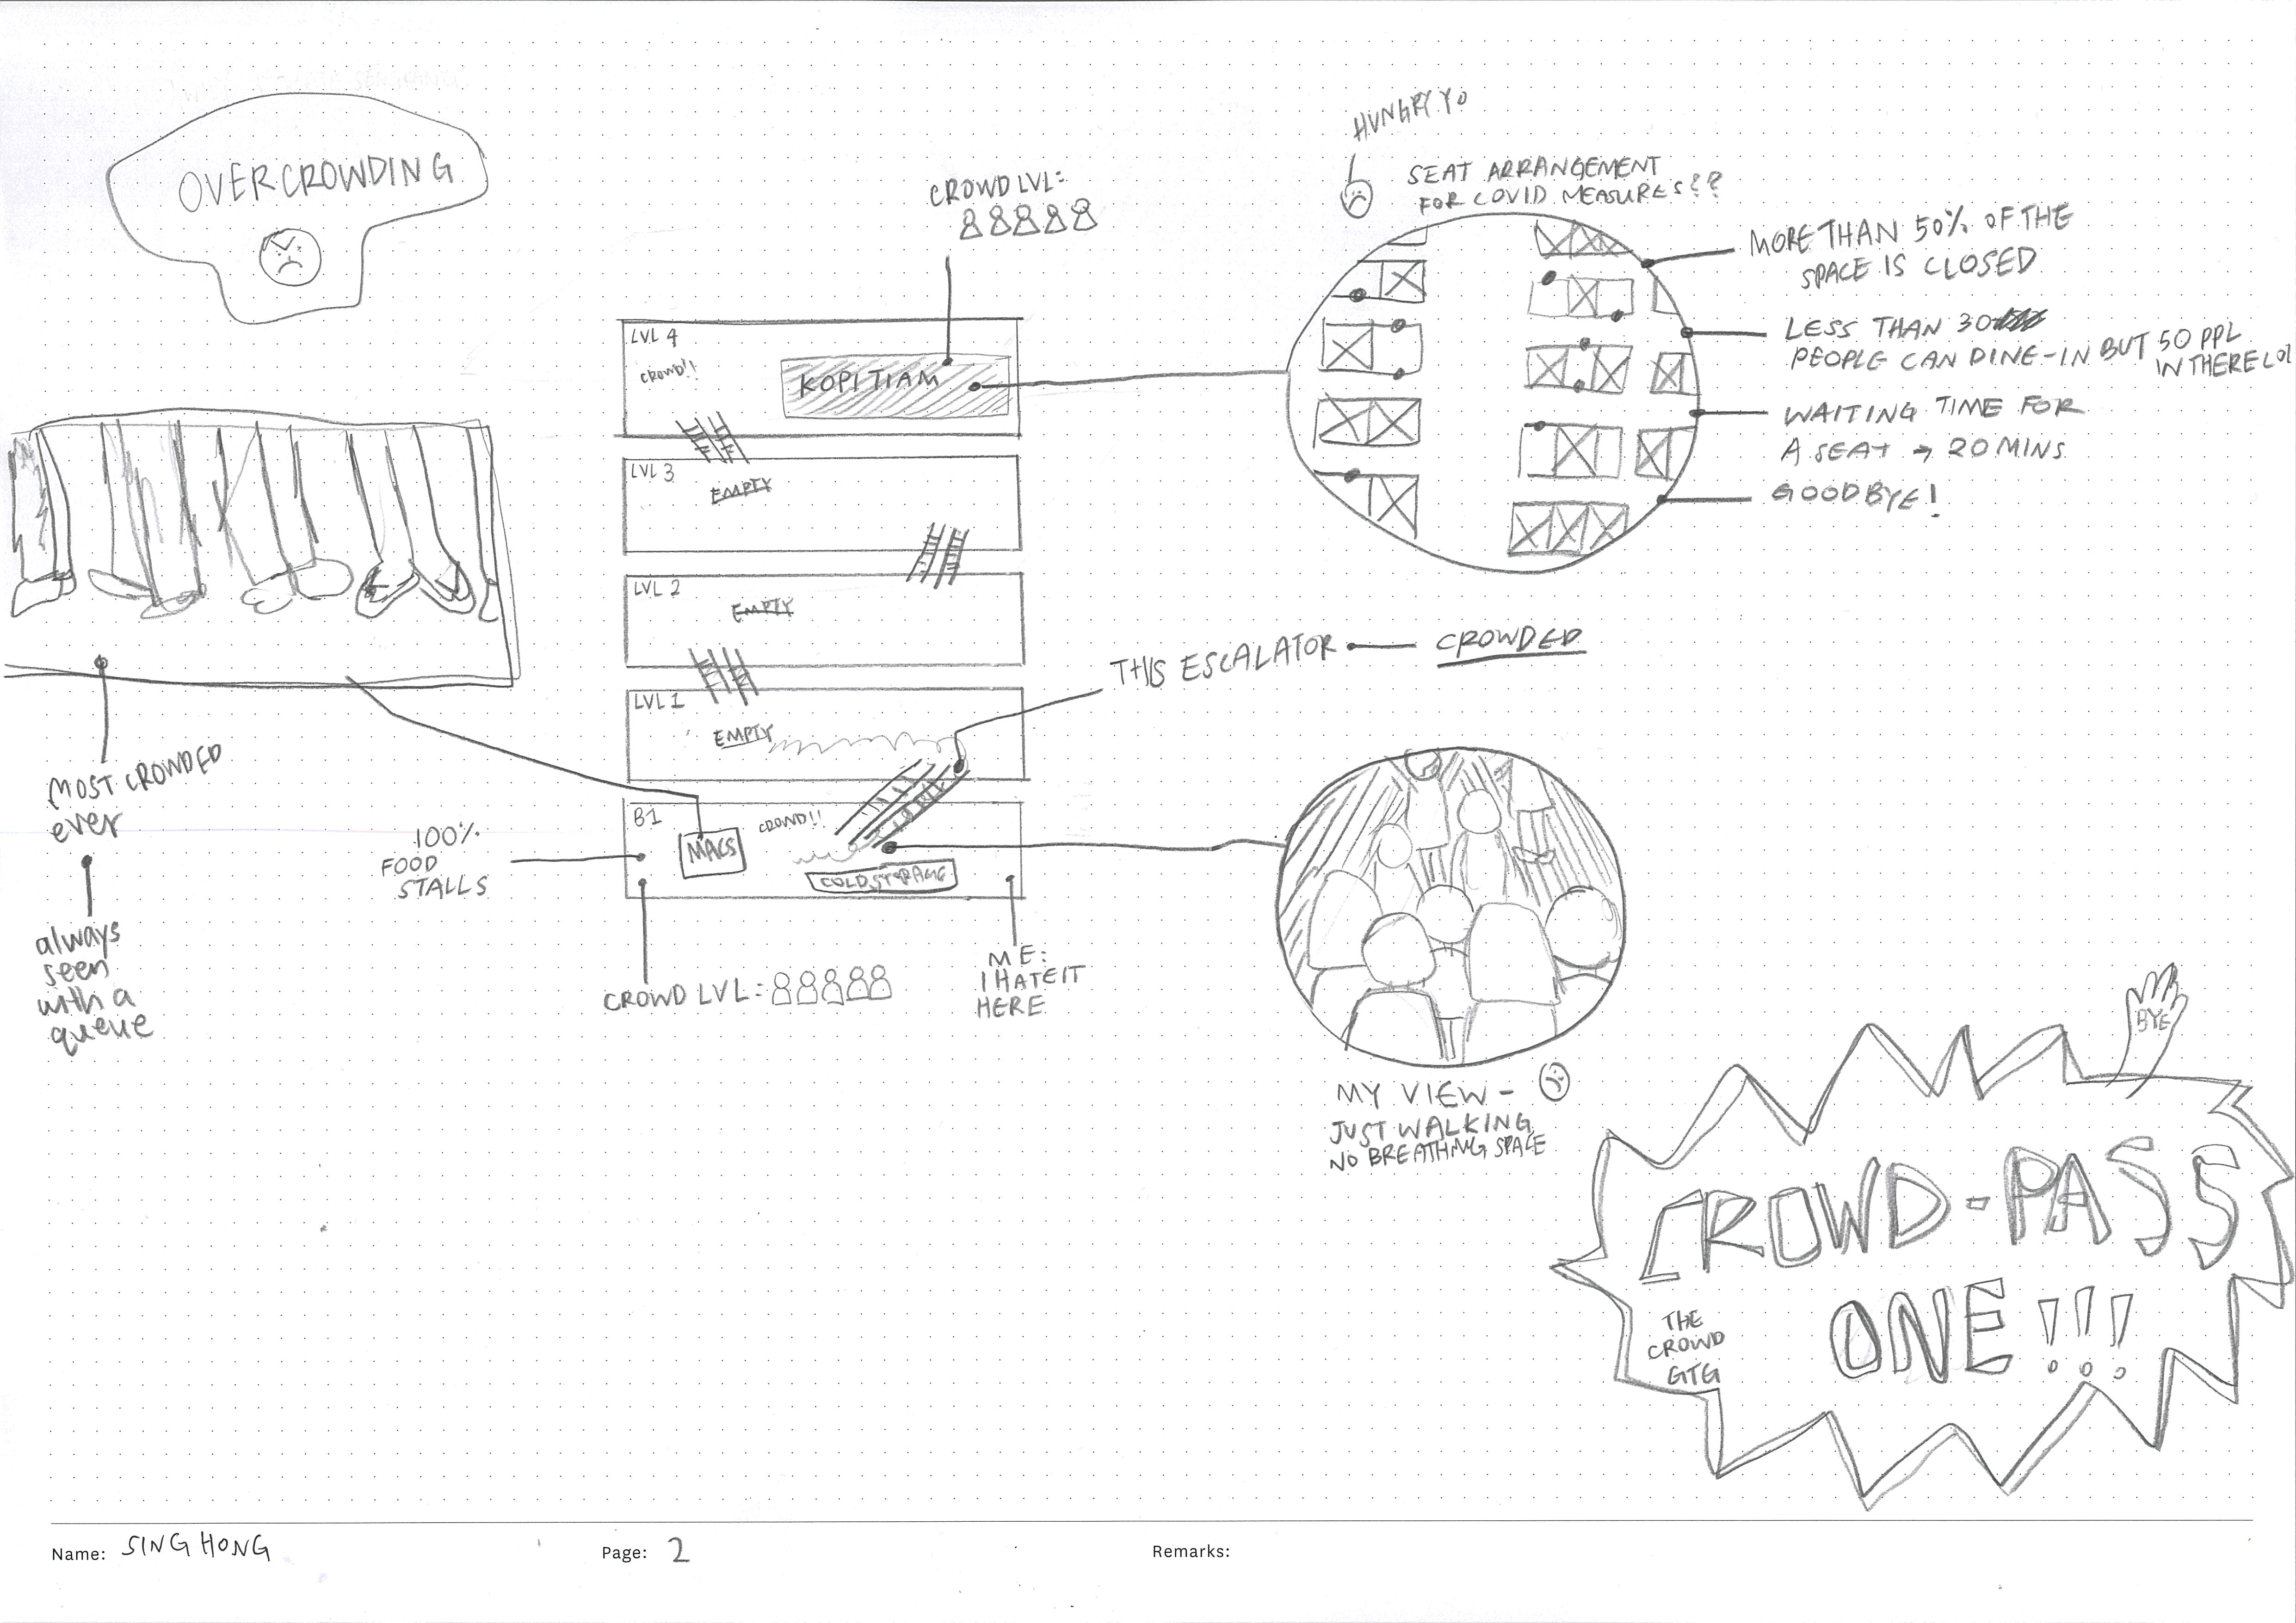 OVERCROWDING
CROWD LVL:
HUNGRY YO
SEAT ARRANGEMENT
FOR COVID MEASURES??
MORE THAN 50% OF THE
SPACE IS CLOSED
LESS THAN 30
PEOPLE CAN DINE-IN BUT 50 PPL
IN THERE LOL
WAITING TIME FOR
A SEAT → 20 MINS
GOODBYE!
LVL 4
CROWD!!
KOPITIAM
LVL 3
EMPTY
LVL 2
EMPTY
THIS ESCALATOR
CROWDED
LVL 1
EMPTY
B1
MACS
CROWD!!
COLD STORAGE
MOST CROWDED
ever
always
seen
with a
queue
100%
FOOD
STALLS
CROWD LVL:
ME:
I HATE IT
HERE
MY VIEW -
JUST WALKING
NO BREATHING SPACE
BYE
CROWD-PASS
ONE!!!
THE
CROWD
GTG
Name: SING HONG
Page: 2
Remarks: